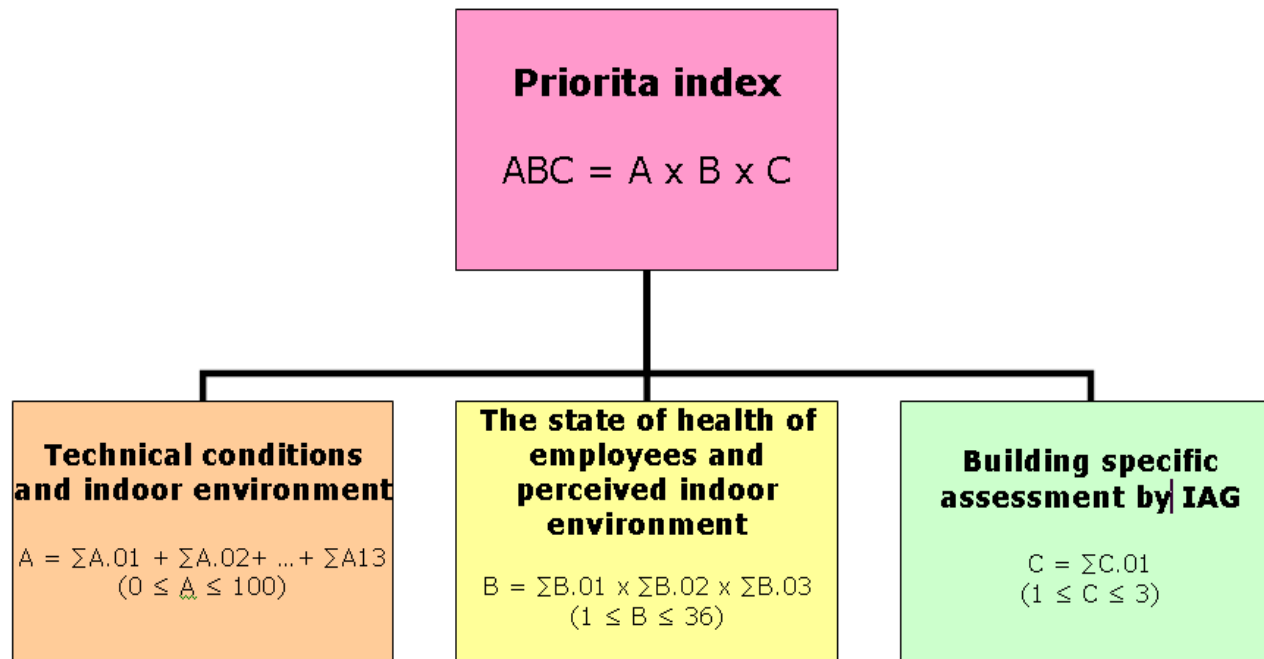 Priorita index
ABC = A x B x C
Technical conditions
and indoor environment
A = ∑A.01 + ∑A.02+ ...+ ∑A13
(0 ≤ A ≤ 100)
The state of health of
employees and
perceived indoor
environment
B = ∑B.01 x ∑B.02 x ∑B.03
(1 ≤ B ≤ 36)
Building specific
assessment by IAG
C = ∑C.01
(1 ≤ C ≤ 3)